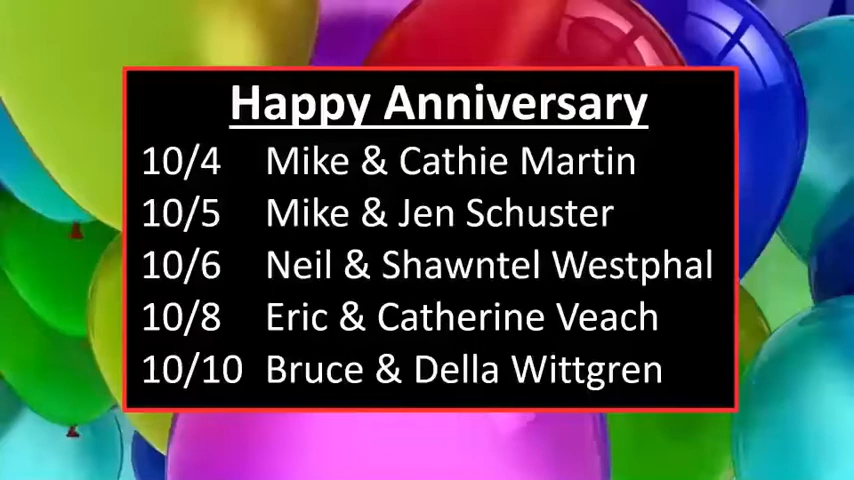 Happy Anniversary
10/4 Mike & Cathie Martin
10/5 Mike & Jen Schuster
10/6 Neil & Shawntel Westphal
10/8 Eric & Catherine Veach
10/10 Bruce & Della Wittgren